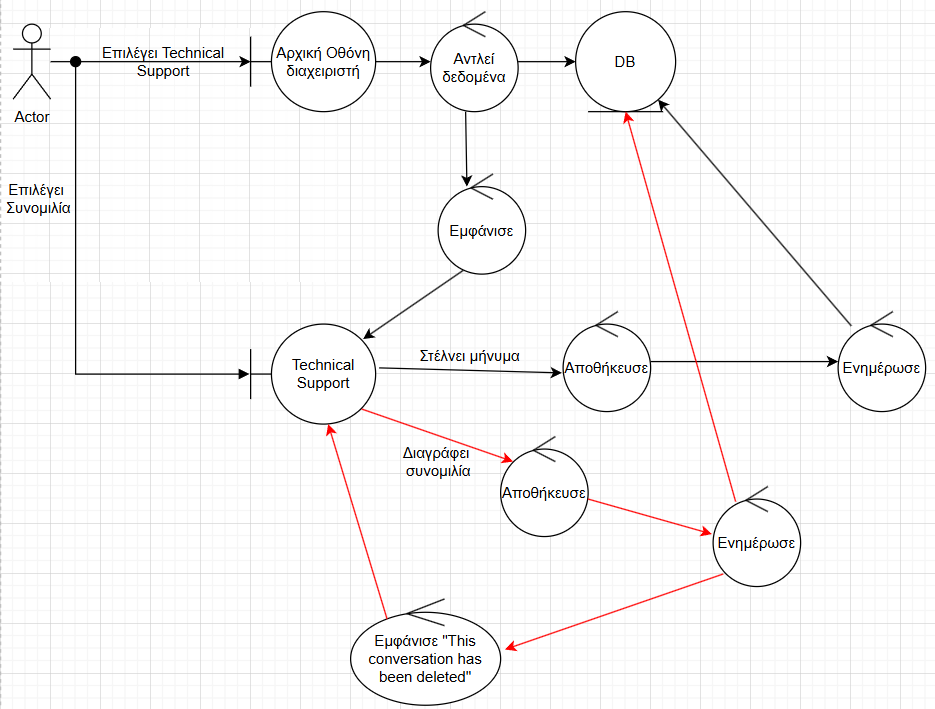 Επιλέγει Technical
Support
Αρχική Οθόνη
διαχειριστή
Αντλεί
δεδομένα
DB
Actor
Επιλέγει
Συνομιλία
Εμφάνισε
Technical
Support
Στέλνει μήνυμα
Αποθήκευσε
Ενημέρωσε
Διαγράφει
συνομιλία
Αποθήκευσε
Ενημέρωσε
Εμφάνισε "This
conversation has
been deleted"